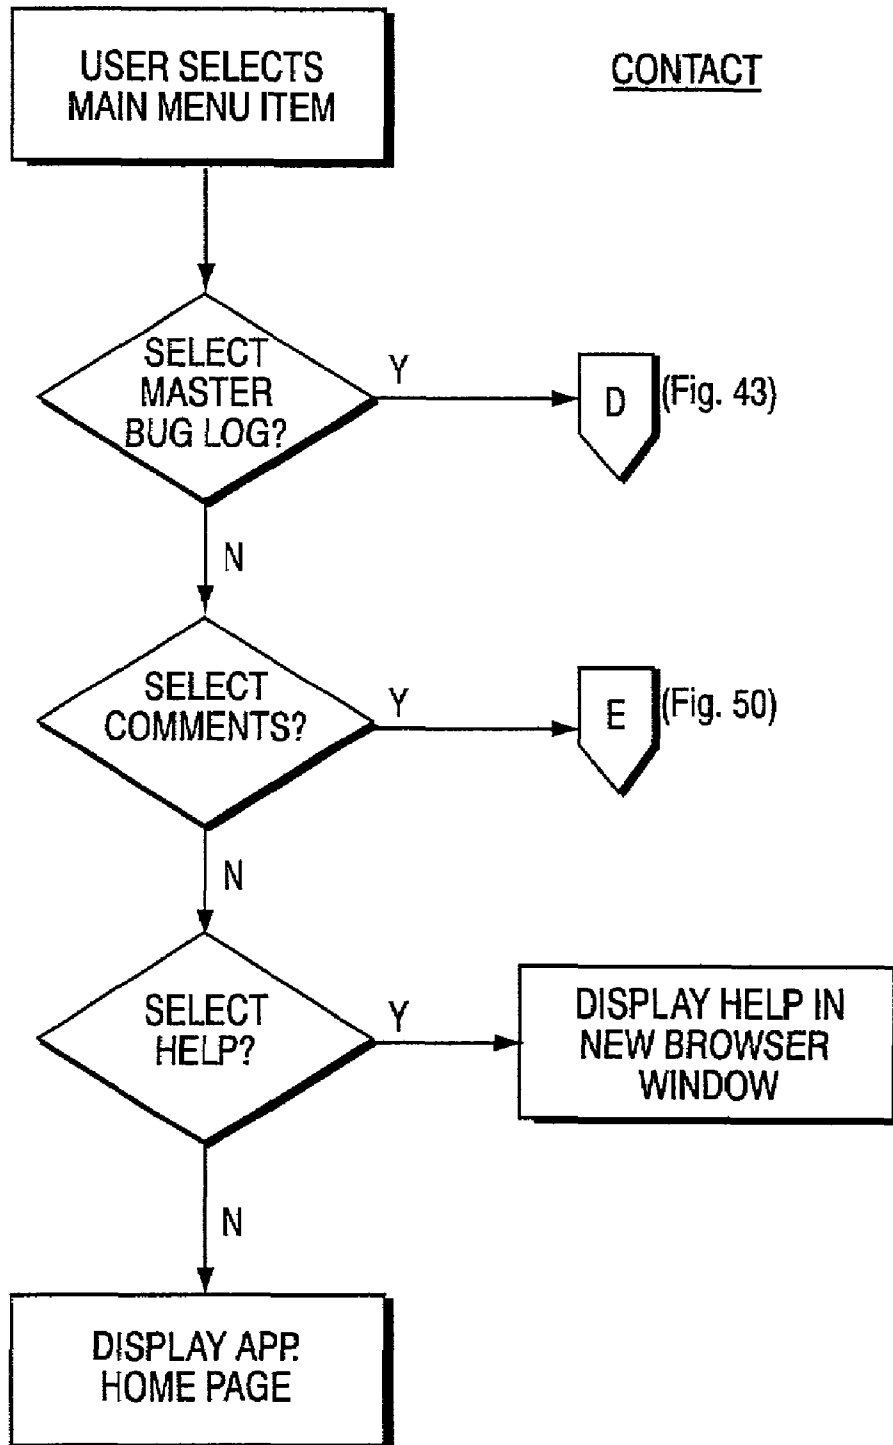 USER SELECTS
MAIN MENU ITEM
CONTACT
SELECT
MASTER
BUG LOG?
Y
D
(Fig. 43)
N
SELECT
COMMENTS?
Y
E
(Fig. 50)
N
SELECT
HELP?
Y
DISPLAY HELP IN
NEW BROWSER
WINDOW
N
DISPLAY APP.
HOME PAGE